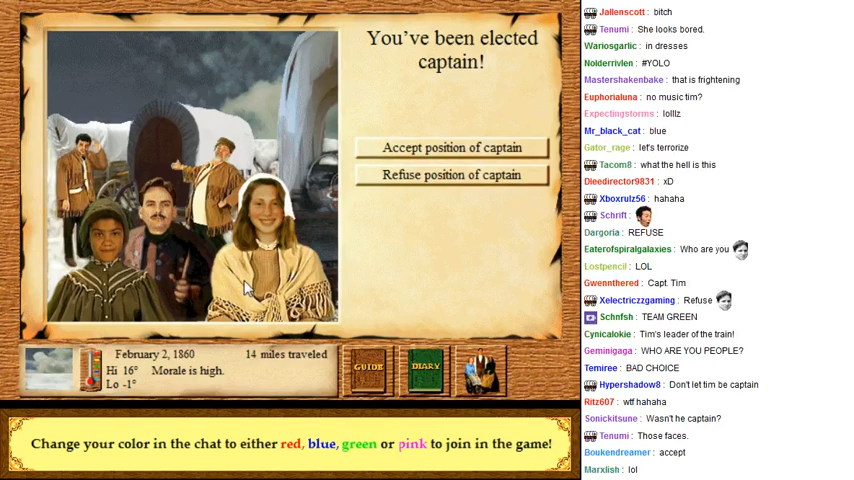 You've been elected
captain!
Accept position of captain
Refuse position of captain
February 2, 1860
14 miles traveled
Hi 16°
Morale is high.
Lo -1°
GUIDE
DIARY
Change your color in the chat to either red, blue, green or pink to join in the game!
Jallenscott : bitch
Tenumi : She looks bored.
Wariosgarlic : in dresses
Nolderrivlen : #YOLO
Mastershakenbake : that is frightening
Euphorialuna : no music tim?
Expectingstorms : lolllz
Mr_black_cat : blue
Gator_rage : let's terrorize
Tacom8 : what the hell is this
Dleedirector9831 : xD
Xboxrulz56 : hahaha
Schrift :
Dargoria : REFUSE
Eaterofspiralgalaxies : Who are you
Lostpencil : LOL
Gwennthered : Capt. Tim
Xelectriczzgaming : Refuse
Schnfsh : TEAM GREEN
Cynicalokie : Tim's leader of the train!
Geminigaga : WHO ARE YOU PEOPLE?
Temiree : BAD CHOICE
Hypershadow8 : Don't let tim be captain
Ritz607 : wtf hahaha
Sonickitsune : Wasn't he captain?
Tenumi : Those faces.
Boukendreamer : accept
Marxlish : lol